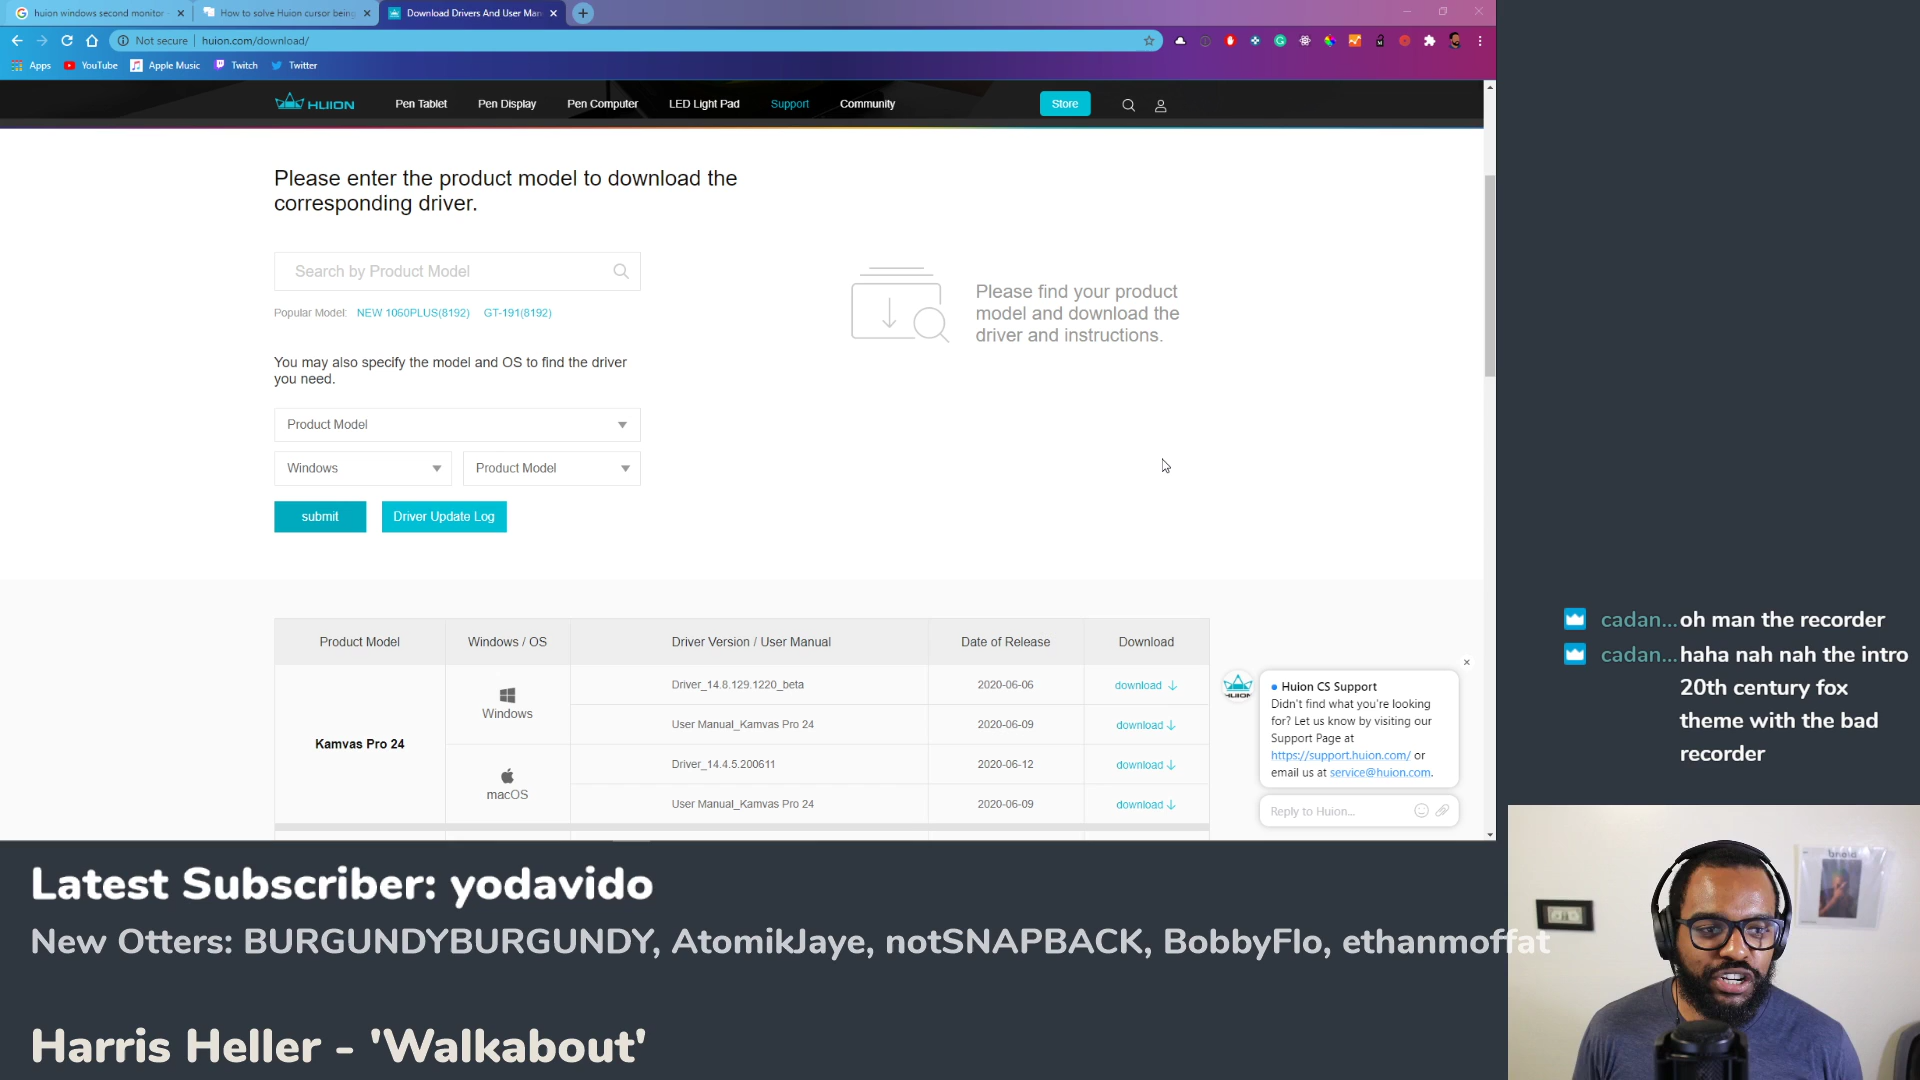 huion windows second monitor
How to solve Huion cursor being
Download Drivers And User Man
Not secure
huion.com/download/
Apps
YouTube
Apple Music
Twitch
Twitter
HUION
Pen Tablet
Pen Display
Pen Computer
LED Light Pad
Support
Community
Store
Please enter the product model to download the
corresponding driver.
Search by Product Model
Popular Model: NEW 1060PLUS(8192) GT-191(8192)
Please find your product
model and download the
driver and instructions.
You may also specify the model and OS to find the driver
you need.
Product Model
Windows
Product Model
submit
Driver Update Log
Product Model
Windows / OS
Driver Version / User Manual
Date of Release
Download
Kamvas Pro 24
Windows
Driver_14.8.129.1220_beta
2020-06-06
download
User Manual_Kamvas Pro 24
2020-06-09
download
macOS
Driver_14.4.5.200611
2020-06-12
download
User Manual_Kamvas Pro 24
2020-06-09
download
HUION
Huion CS Support
Didn't find what you're looking
for? Let us know by visiting our
Support Page at
https://support.huion.com/ or
email us at service@huion.com.
Reply to Huion...
cadan... oh man the recorder
cadan... haha nah nah the intro
20th century fox
theme with the bad
recorder
Latest Subscriber: yodavido
New Otters: BURGUNDYBURGUNDY, AtomikJaye, notSNAPBACK, BobbyFlo, ethanmoffat
Harris Heller - 'Walkabout'